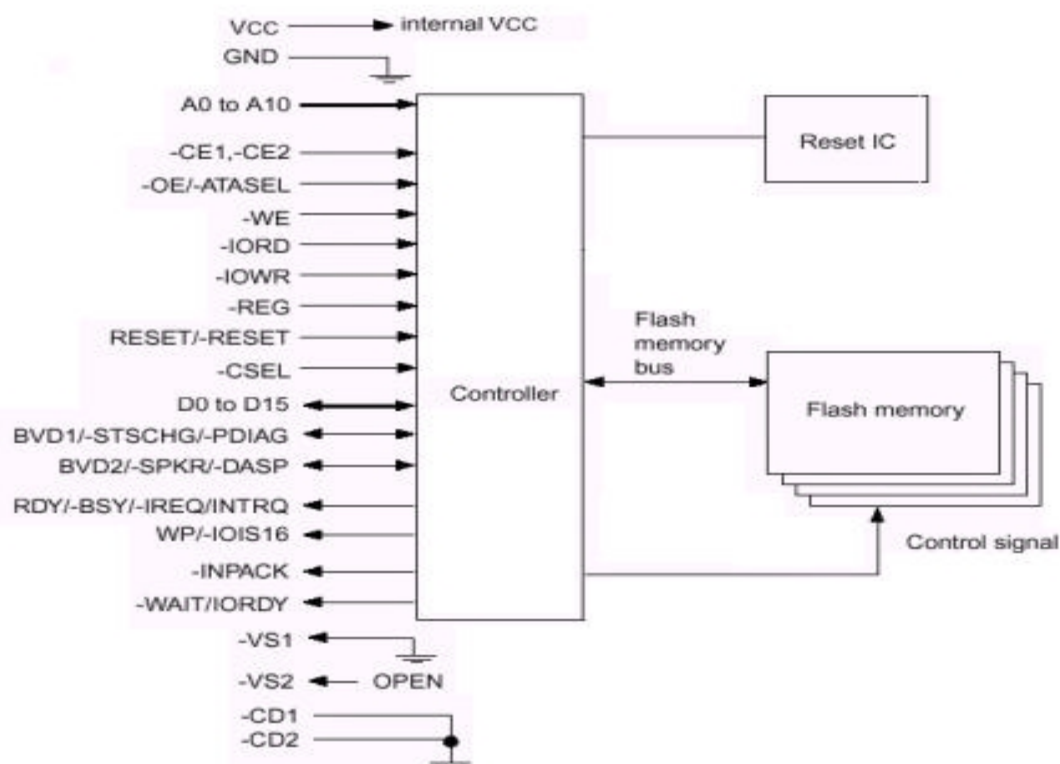 VCC
internal VCC
GND
A0 to A10
-CE1,-CE2
-OE/-ATASEL
-WE
-IORD
-IOWR
-REG
RESET/-RESET
-CSEL
D0 to D15
BVD1/-STSCHG/-PDIAG
BVD2/-SPKR/-DASP
RDY/-BSY/-IREQ/INTRQ
WP/-IOIS16
-INPACK
-WAIT/IORDY
-VS1
-VS2
OPEN
-CD1
-CD2
Controller
Reset IC
Flash
memory
bus
Flash memory
Control signal